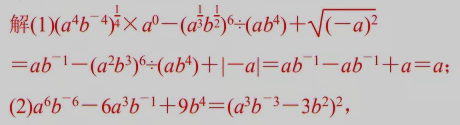 解(1)(a⁴b⁻⁴)^{1/4}×a⁰−(a^{1/3}b^{1/2})⁶÷(ab⁴)+√((−a)²)
=ab⁻¹−(a²b³)⁶÷(ab⁴)+|−a|=ab⁻¹−ab⁻¹+a=a;
(2)a⁶b⁻⁶−6a³b⁻¹+9b⁴=(a³b⁻³−3b²)²,